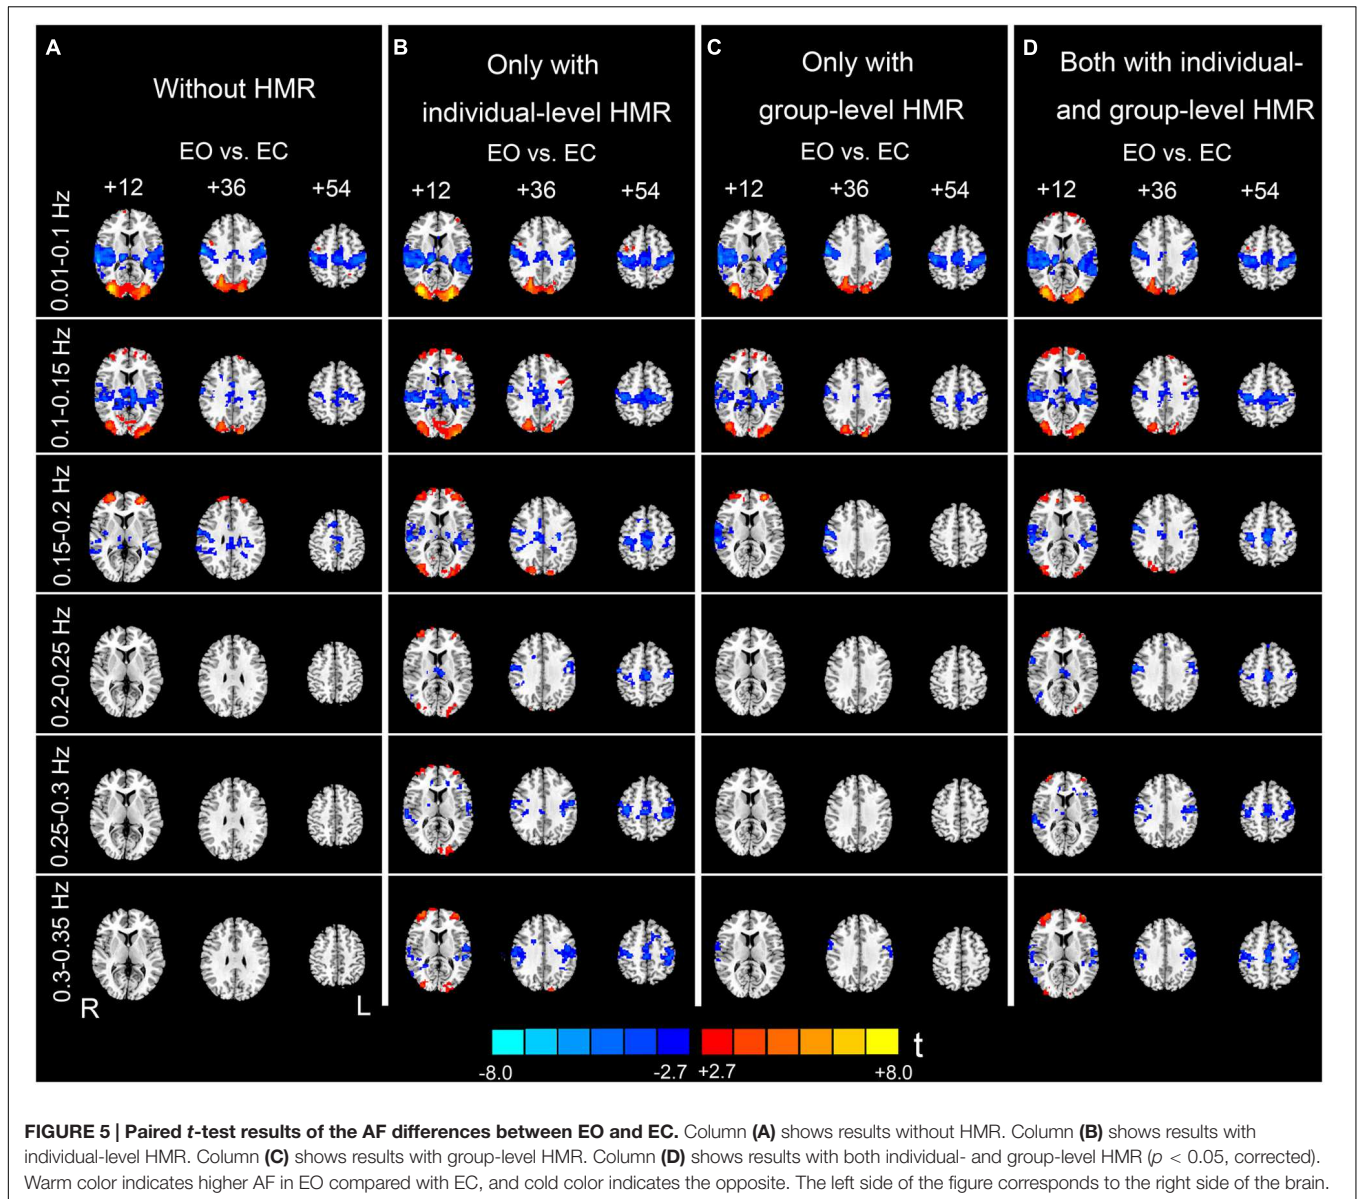 A
Without HMR
EO vs. EC
+12 +36 +54
B
Only with
individual-level HMR
EO vs. EC
+12 +36 +54
C
Only with
group-level HMR
EO vs. EC
+12 +36 +54
D
Both with individual-
and group-level HMR
EO vs. EC
+12 +36 +54
0.01-0.1 Hz
0.1-0.15 Hz
0.15-0.2 Hz
0.2-0.25 Hz
0.25-0.3 Hz
0.3-0.35 Hz
R L
t
-8.0 -2.7 +2.7 +8.0
FIGURE 5 | Paired t-test results of the AF differences between EO and EC. Column (A) shows results without HMR. Column (B) shows results with
individual-level HMR. Column (C) shows results with group-level HMR. Column (D) shows results with both individual- and group-level HMR (p < 0.05, corrected).
Warm color indicates higher AF in EO compared with EC, and cold color indicates the opposite. The left side of the figure corresponds to the right side of the brain.